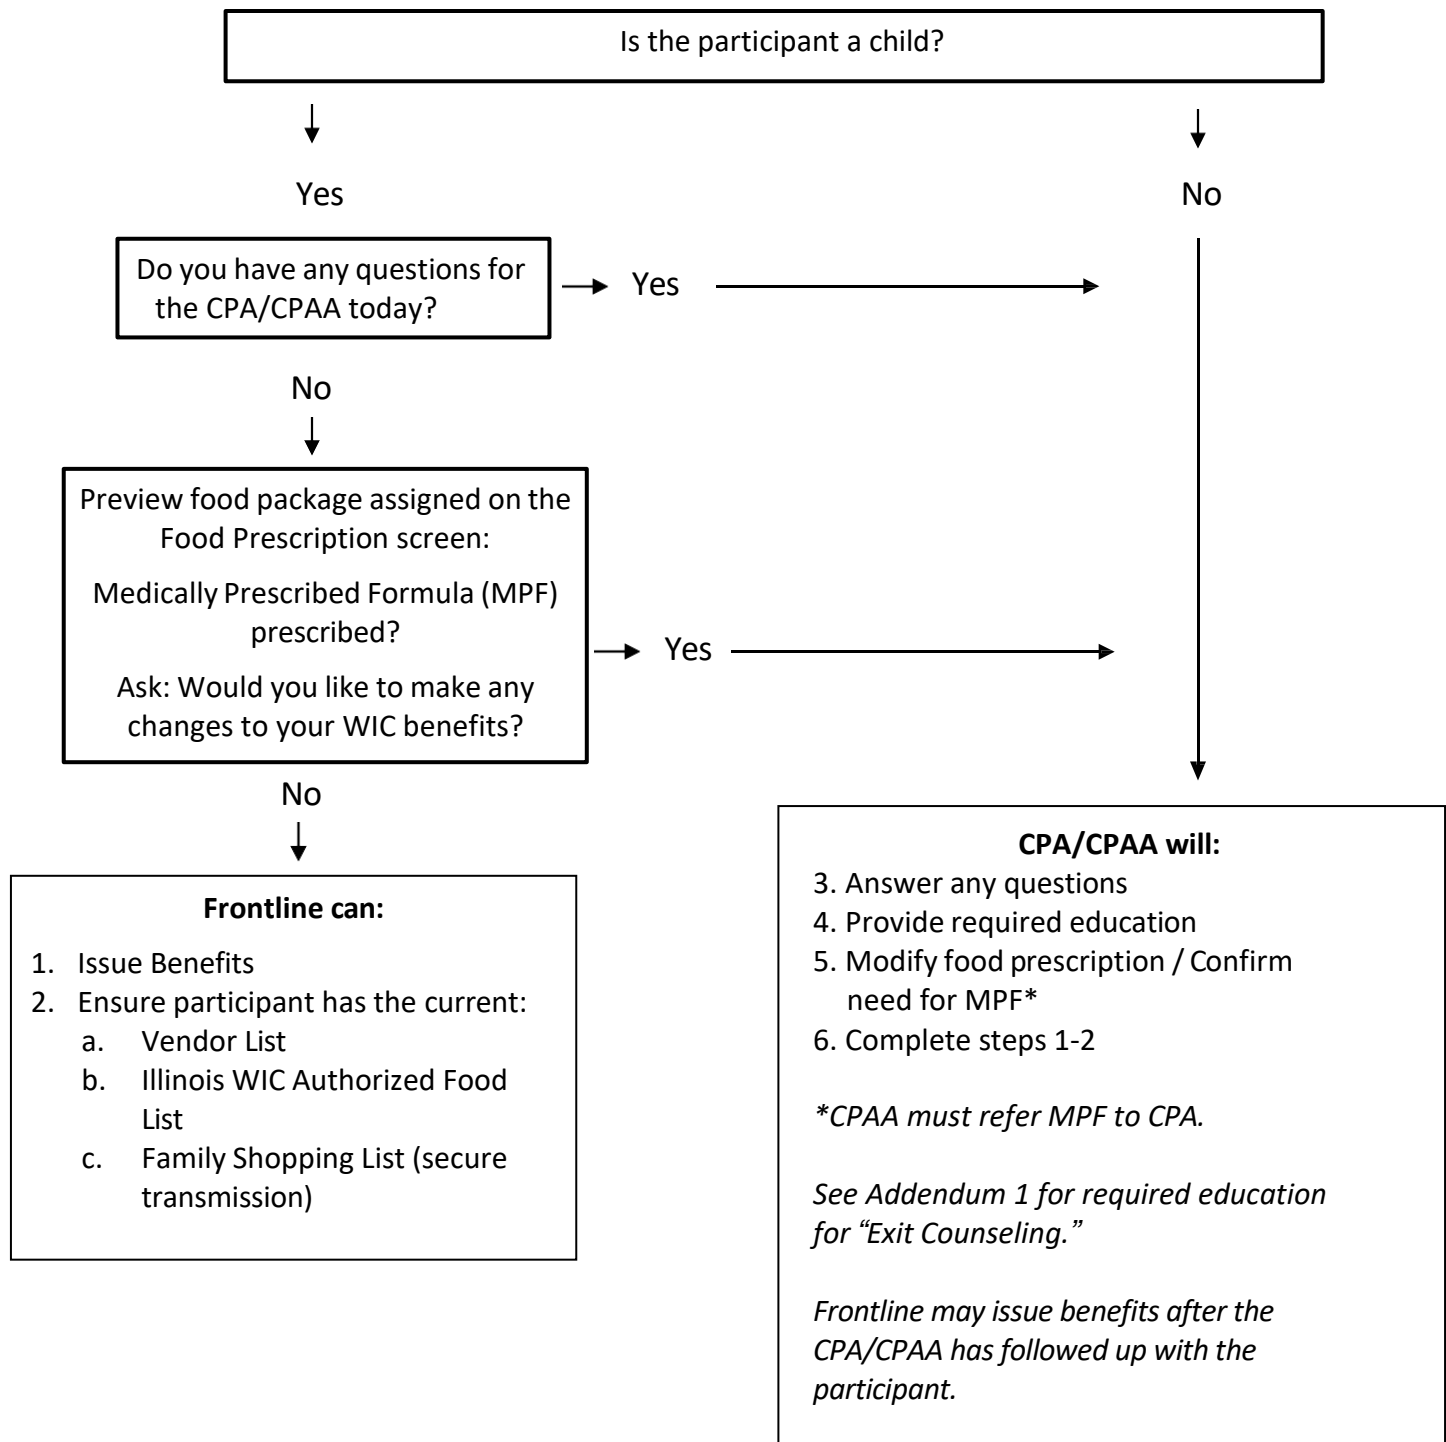 Is the participant a child?
Yes
No
Do you have any questions for
the CPA/CPAA today?
Yes
No
Preview food package assigned on the
Food Prescription screen:
Medically Prescribed Formula (MPF)
prescribed?
Ask: Would you like to make any
changes to your WIC benefits?
Yes
No
Frontline can:
1. Issue Benefits
2. Ensure participant has the current:
a. Vendor List
b. Illinois WIC Authorized Food
List
c. Family Shopping List (secure
transmission)
CPA/CPAA will:
3. Answer any questions
4. Provide required education
5. Modify food prescription / Confirm
need for MPF*
6. Complete steps 1-2
*CPAA must refer MPF to CPA.
See Addendum 1 for required education
for “Exit Counseling.”
Frontline may issue benefits after the
CPA/CPAA has followed up with the
participant.